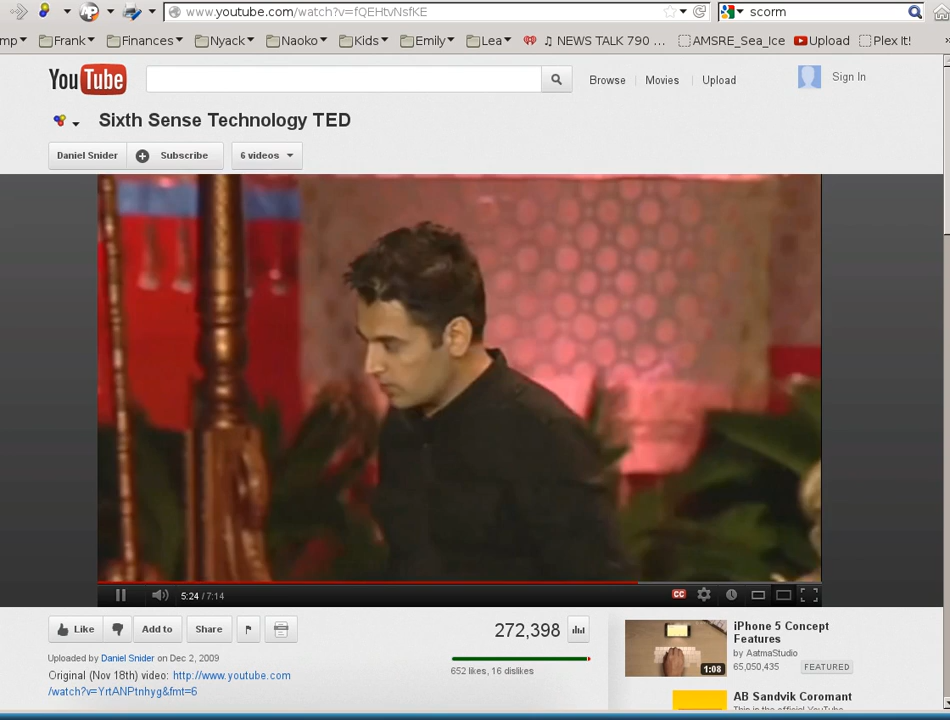 www.youtube.com/watch?v=fQEHtvNsfKE
scorm
mp Frank Finances Nyack Naoko Kids Emily Lea NEWS TALK 790 ... AMSRE_Sea_Ice Upload Plex It!
YouTube
Browse Movies Upload Sign In
Sixth Sense Technology TED
Daniel Snider Subscribe 6 videos
5:24 / 7:14 CC
Like Add to Share 272,398
Uploaded by Daniel Snider on Dec 2, 2009
652 likes, 16 dislikes
Original (Nov 18th) video: http://www.youtube.com
/watch?v=YrtANPtnhyg&fmt=6
iPhone 5 Concept
Features
by AatmaStudio
65,050,435 FEATURED
1:08
AB Sandvik Coromant